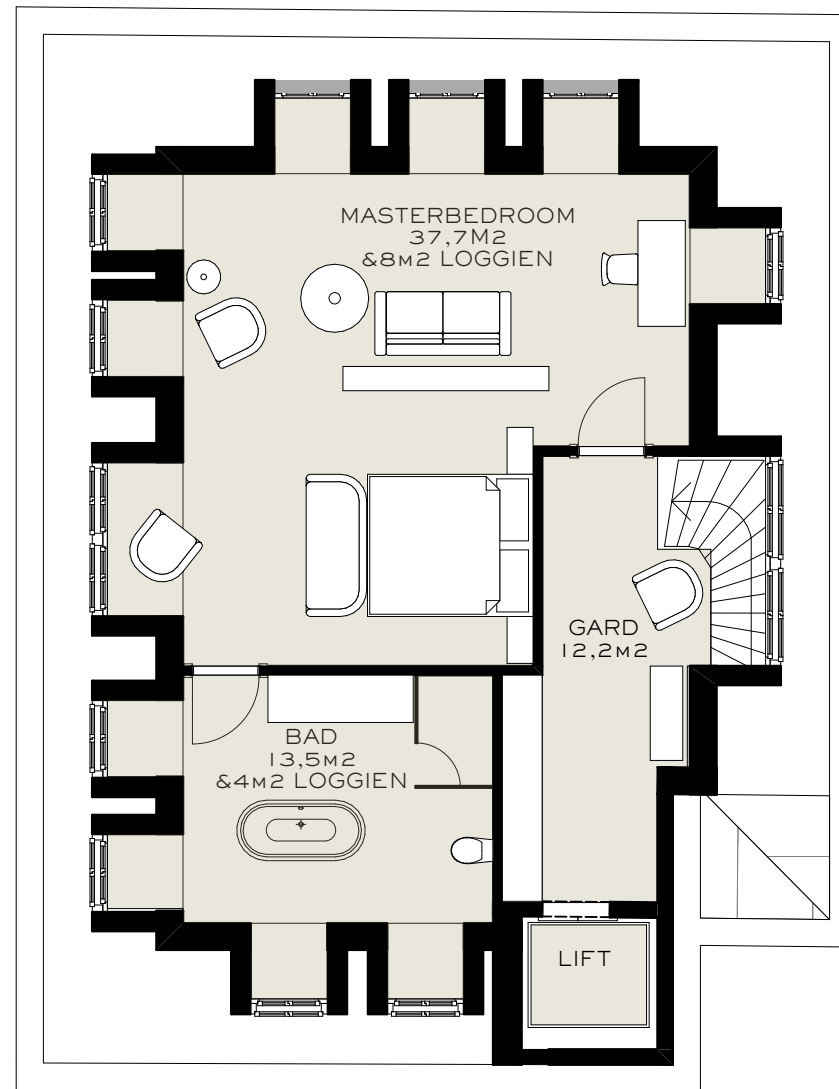 MASTERBEDROOM
37,7M2
&8M2 LOGGIEN
GARD
12,2M2
BAD
13,5M2
&4M2 LOGGIEN
LIFT